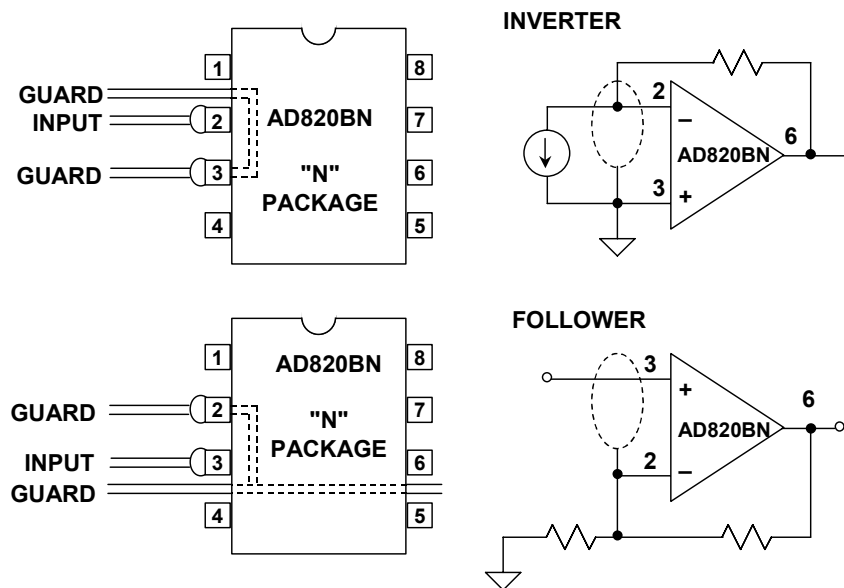 INVERTER
1
8
GUARD
INPUT
2
AD820BN
7
GUARD
3
"N"
PACKAGE
6
4
5
2
−
6
AD820BN
3
+
FOLLOWER
1
AD820BN
8
GUARD
2
"N"
PACKAGE
7
INPUT
3
6
GUARD
4
5
3
+
6
AD820BN
2
−